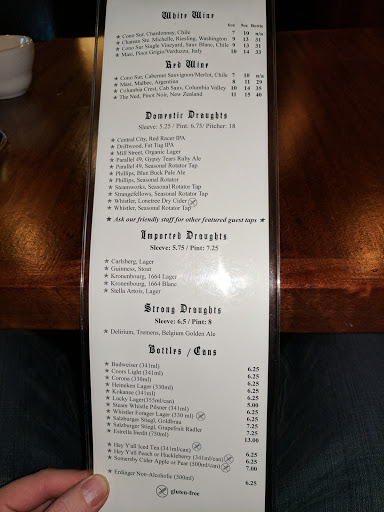 White Wine
6oz 9oz Bottle
★ Cono Sur, Chardonnay, Chile 7 10 n/a
★ Chateau Ste. Michelle, Riesling, Washington 9 13 31
★ Cono Sur Single Vineyard, Sauv Blanc, Chile 9 13 31
★ Masi, Pinot Grigio/Verduzzo, Italy 10 14 33
Red Wine
★ Cono Sur, Cabernet Sauvignon/Merlot, Chile 7 10 n/a
★ Masi, Malbec, Argentina 8 11 29
★ Columbia Crest, Cab Sauv, Columbia Valley 10 14 35
★ The Ned, Pinot Noir, New Zealand 11 15 40
Domestic Draughts
Sleeve: 5.25 / Pint: 6.75/ Pitcher: 18
★ Central City, Red Racer IPA
★ Driftwood, Fat Tug IPA
★ Mill Street, Organic Lager
★ Parallel 49, Gypsy Tears Ruby Ale
★ Parallel 49, Seasonal Rotator Tap
★ Phillips, Blue Buck Pale Ale
★ Phillips, Seasonal Rotator
★ Steamworks, Seasonal Rotator Tap
★ Strangefellows, Seasonal Rotator Tap
★ Whistler, Lonetree Dry Cider
★ Whistler, Seasonal Rotator Tap
★ Ask our friendly staff for other featured guest taps ★
Imported Draughts
Sleeve: 5.75 / Pint: 7.25
★ Carlsberg, Lager
★ Guinness, Stout
★ Kronenbourg, 1664 Lager
★ Kronenbourg, 1664 Blanc
★ Stella Artois, Lager
Strong Draughts
Sleeve: 6.5 / Pint: 8
★ Delirium, Tremens, Belgium Golden Ale
Bottles / Cans
★ Budweiser (341ml) 6.25
★ Coors Light (341ml) 6.25
★ Corona (330ml) 6.25
★ Heineken Lager (330ml) 6.25
★ Kokanee (341ml) 6.25
★ Lucky Lager(355ml/can) 5.00
★ Steam Whistle Pilsner (341ml) 6.25
★ Whistler Forager Lager (330 ml) 6.25
★ Salzburger Stiegl, Goldbrau 7.25
★ Salzburger Stiegl, Grapefruit Radler 7.25
★ Estrella Inedit (750ml) 13.00
★ Hey Y'all Iced Tea (341 ml/can) 6.25
★ Hey Y'all Peach or Huckleberry (341ml/can) 6.25
★ Somersby Cider Apple or Pear (500ml/can) 7.00
★ Erdinger Non-Alcoholic (500ml) 6.25
gluten-free